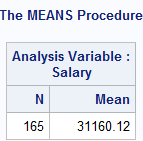 The MEANS Procedure
Analysis Variable :
Salary
N Mean
165 31160.12